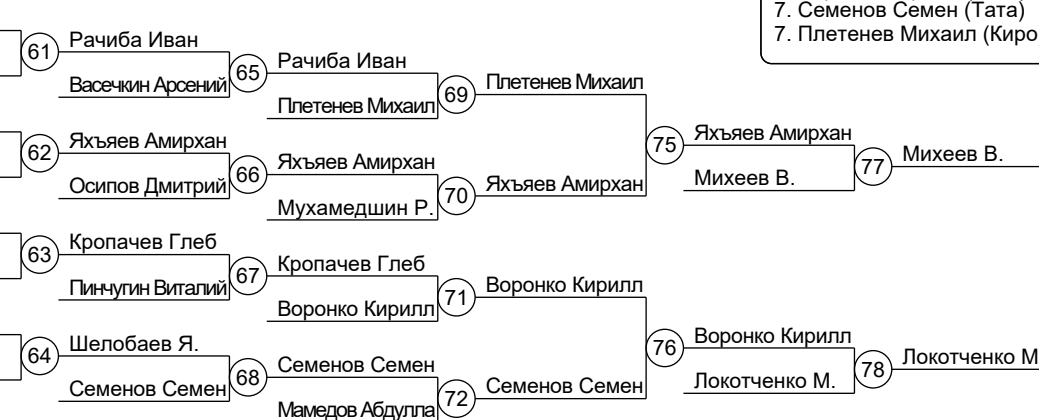 7. Семенов Семен (Тата)
7. Плетенев Михаил (Киро
61
Рачиба Иван
Васечкин Арсений
65
Рачиба Иван
Плетенев Михаил
69
Плетенев Михаил
62
Яхъяев Амирхан
Осипов Дмитрий
66
Яхъяев Амирхан
Мухамедшин Р.
70
Яхъяев Амирхан
75
Яхъяев Амирхан
Михеев В.
77
Михеев В.
63
Кропачев Глеб
Пинчугин Виталий
67
Кропачев Глеб
Воронко Кирилл
71
Воронко Кирилл
64
Шелобаев Я.
Семенов Семен
68
Семенов Семен
Мамедов Абдулла
72
Семенов Семен
76
Воронко Кирилл
Локотченко М.
78
Локотченко М